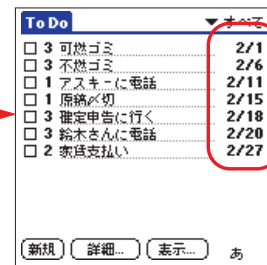 To Do ▼ すべて
3 可燃ゴミ 2/1
3 不燃ゴミ 2/6
1 アスキーに電話 2/11
1 原稿〆切 2/15
3 確定申告に行く 2/18
3 鈴木さんに電話 2/20
2 家賃支払い 2/27
新規 詳細... 表示... あ